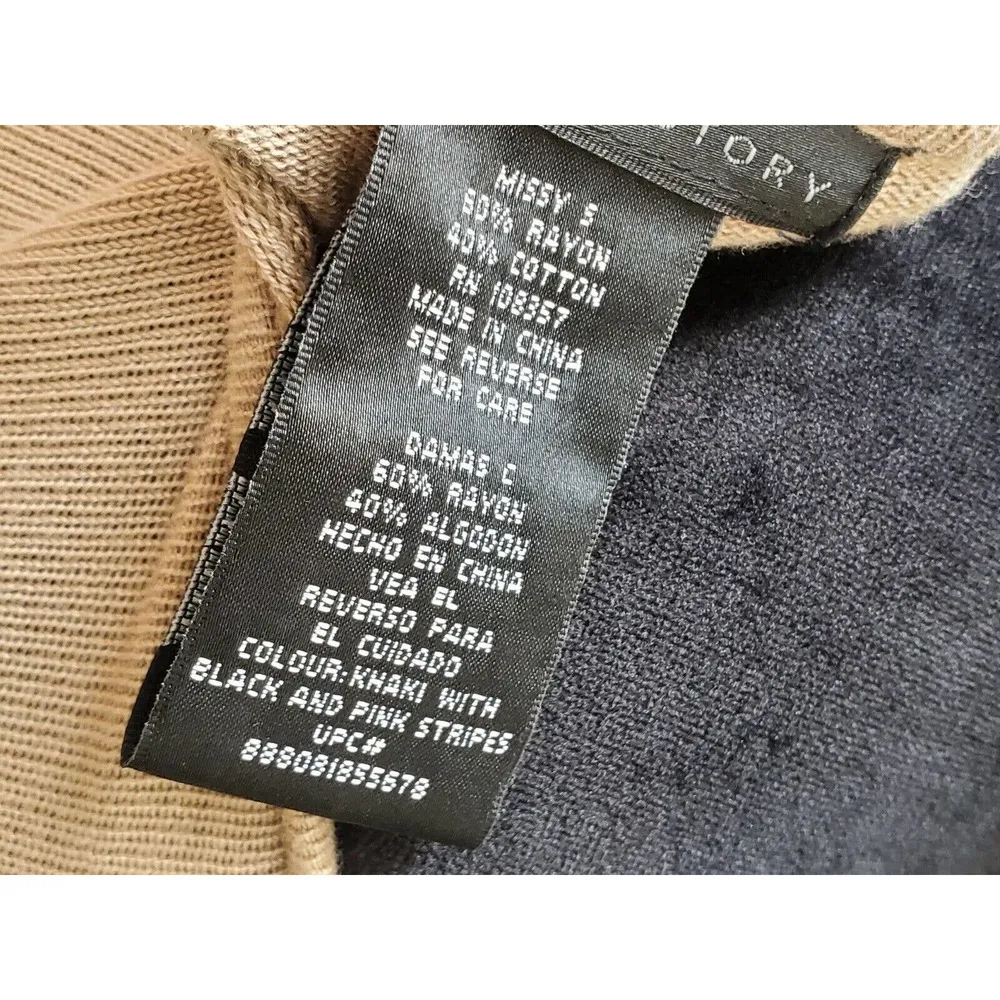 STORY
MISSY S
60% RAYON
40% COTTON
RN 108357
MADE IN CHINA
SEE REVERSE
FOR CARE
DAMAS C
60% RAYON
40% ALGODON
HECHO EN CHINA
VEA EL
REVERSO PARA
EL CUIDADO
COLOUR:KHAKI WITH
BLACK AND PINK STRIPES
UPC#
888081855678